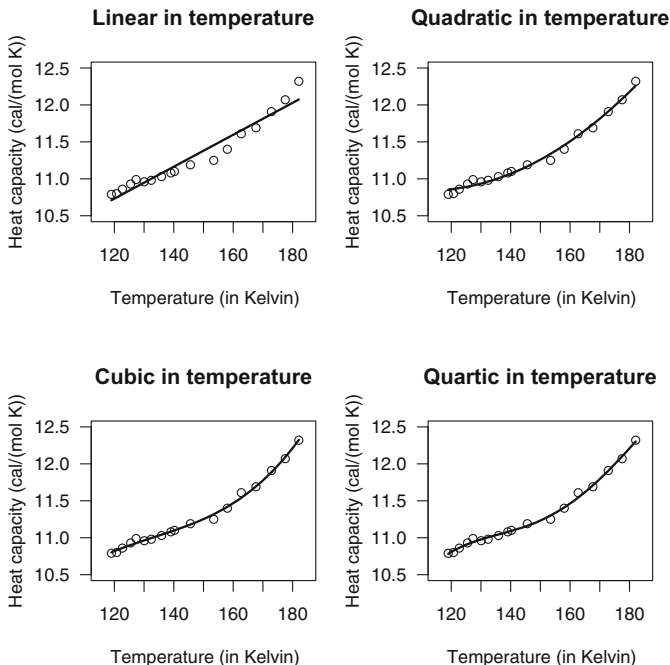 Linear in temperature
Heat capacity (cal/(mol K))
12.5
12.0
11.5
11.0
10.5
120 140 160 180
Temperature (in Kelvin)
Quadratic in temperature
Heat capacity (cal/(mol K))
12.5
12.0
11.5
11.0
10.5
120 140 160 180
Temperature (in Kelvin)
Cubic in temperature
Heat capacity (cal/(mol K))
12.5
12.0
11.5
11.0
10.5
120 140 160 180
Temperature (in Kelvin)
Quartic in temperature
Heat capacity (cal/(mol K))
12.5
12.0
11.5
11.0
10.5
120 140 160 180
Temperature (in Kelvin)